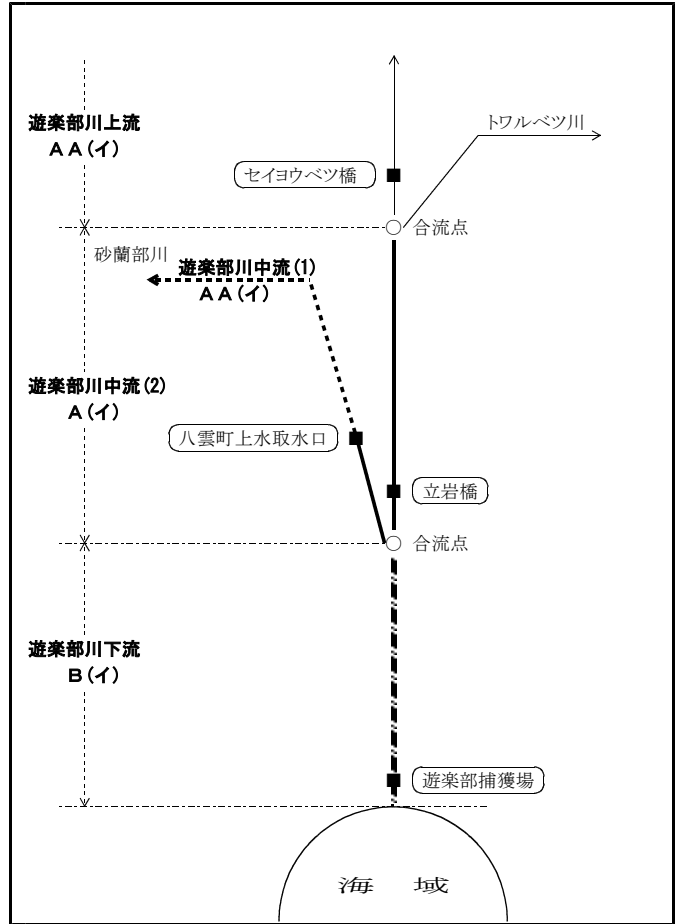 遊楽部川上流
ＡＡ(イ)
トワルベツ川
セイヨウベツ橋
合流点
砂蘭部川
遊楽部川中流(1)
ＡＡ(イ)
遊楽部川中流(2)
Ａ(イ)
八雲町上水取水口
立岩橋
合流点
遊楽部川下流
Ｂ(イ)
遊楽部捕獲場
海　域